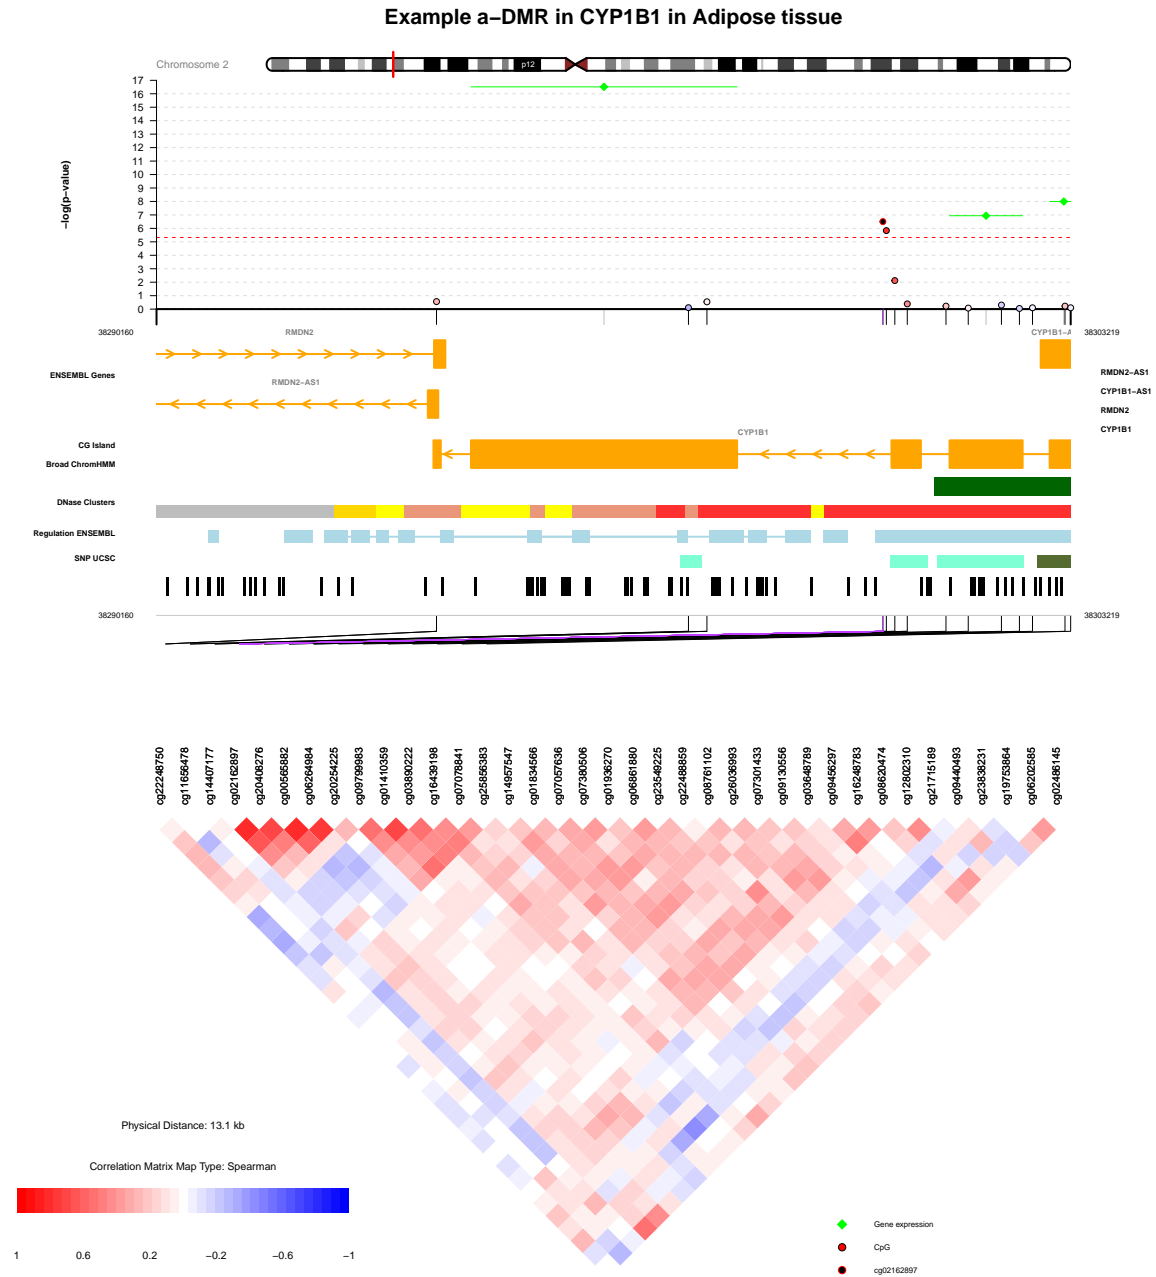 Example a−DMR in CYP1B1 in Adipose tissue
Chromosome 2
p12
−log(p−value)
17
16
15
14
13
12
11
10
9
8
7
6
5
4
3
2
1
0
38290160
38303219
RMDN2
CYP1B1−A
ENSEMBL Genes
RMDN2−AS1
RMDN2−AS1
CYP1B1−AS1
RMDN2
CYP1B1
CYP1B1
CG Island
Broad ChromHMM
DNase Clusters
Regulation ENSEMBL
SNP UCSC
38290160
38303219
cg22248750
cg11656478
cg14407177
cg02162897
cg20408276
cg00565882
cg06264984
cg20254225
cg09799983
cg01410359
cg03890222
cg16439198
cg07078841
cg25856383
cg14957547
cg01834566
cg07057636
cg07380506
cg01936270
cg06861880
cg23548225
cg22488859
cg08761102
cg26036993
cg07301433
cg09130556
cg03648789
cg09456297
cg16248783
cg08620474
cg12802310
cg21715189
cg09440493
cg23838231
cg19753864
cg06202585
cg02486145
Physical Distance: 13.1 kb
Correlation Matrix Map Type: Spearman
1
0.6
0.2
−0.2
−0.6
−1
Gene expression
CpG
cg02162897